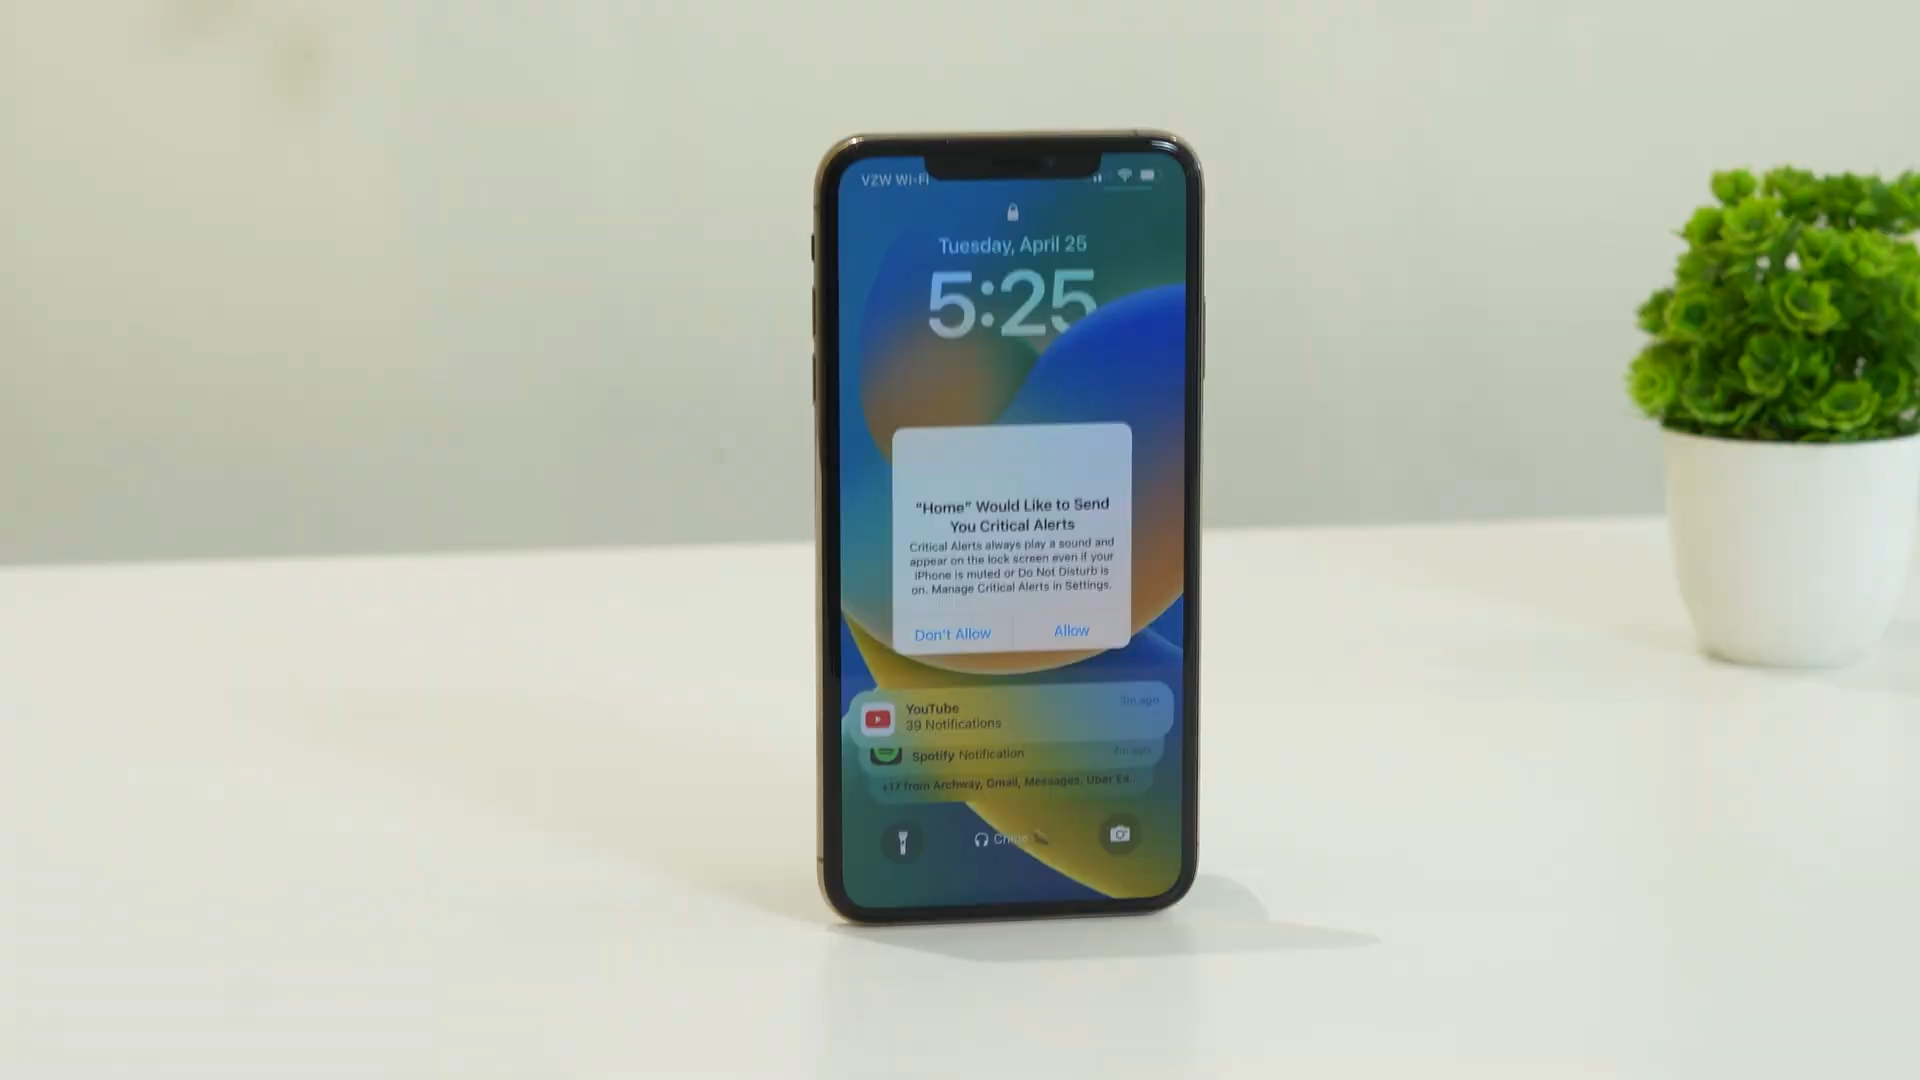 VZW Wi-Fi
Tuesday, April 25
5:25
"Home" Would Like to Send
You Critical Alerts
Critical Alerts always play a sound and
appear on the lock screen even if your
iPhone is muted or Do Not Disturb is
on. Manage Critical Alerts in Settings.
Don't Allow
Allow
YouTube
3m ago
39 Notifications
Spotify Notification
+17 from Archway, Gmail, Messages, Uber Ea...